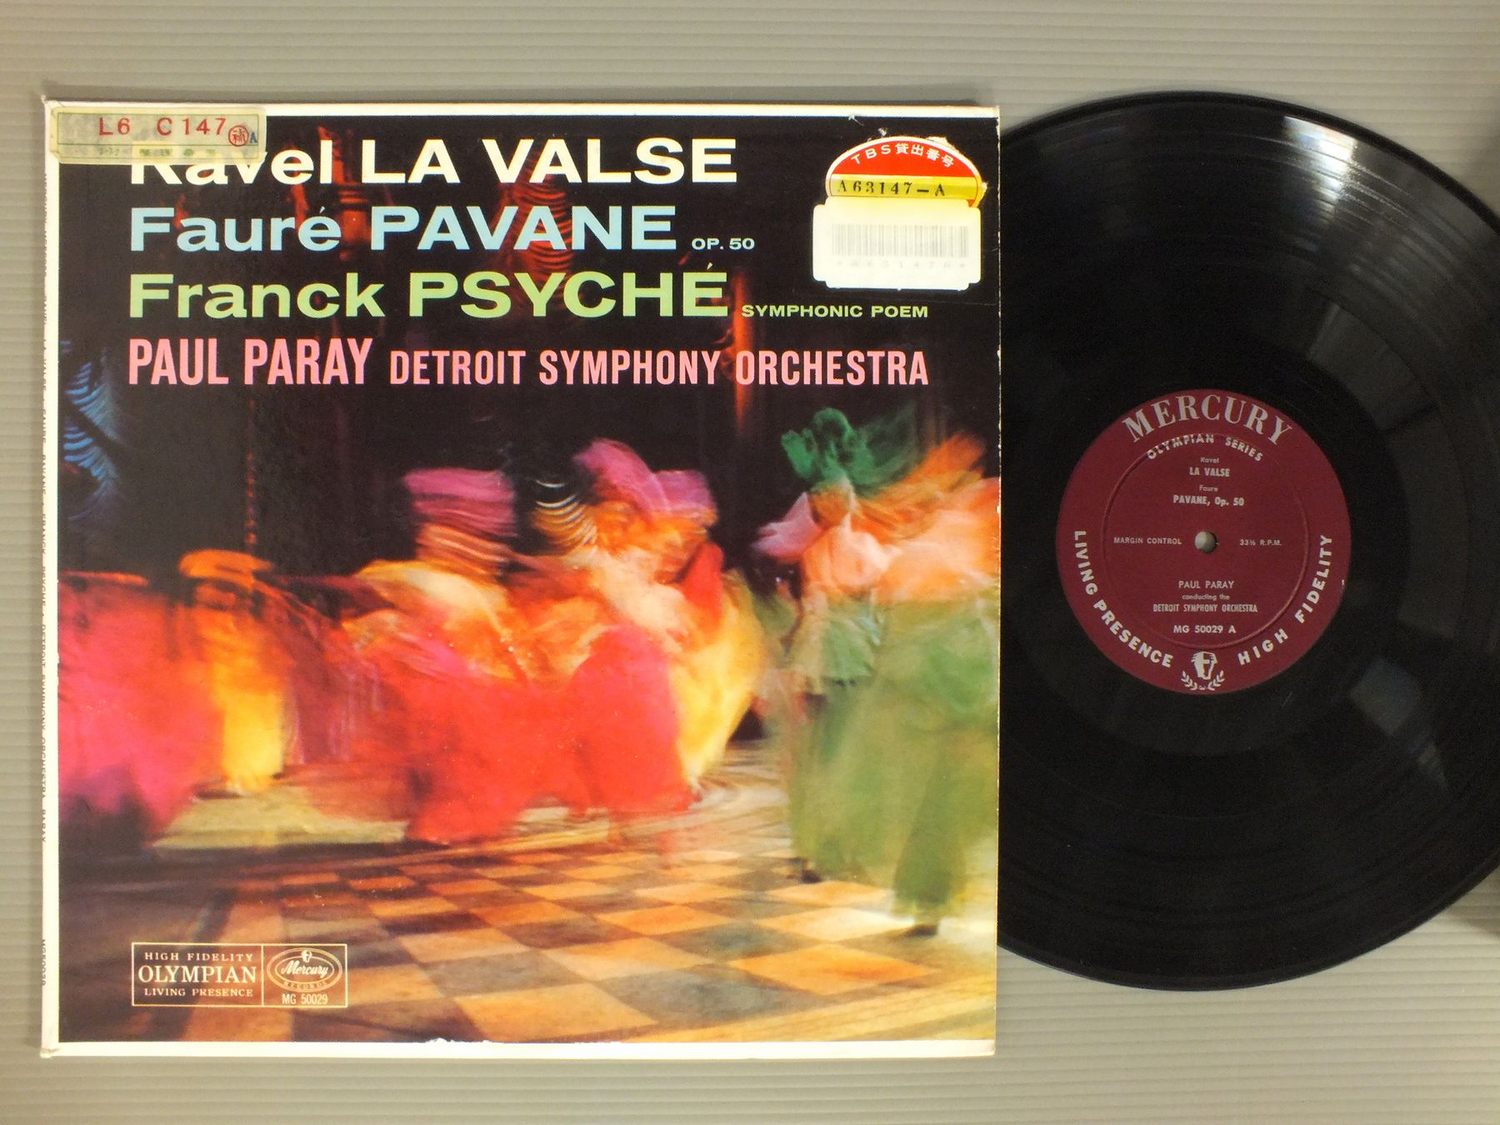 L6 C147 A
Ravel LA VALSE
Fauré PAVANE OP. 50
Franck PSYCHÉ SYMPHONIC POEM
PAUL PARAY DETROIT SYMPHONY ORCHESTRA
TBS貸出番号
A63147-A
HIGH FIDELITY
OLYMPIAN
LIVING PRESENCE
Mercury
RECORDS
MG 50029
MERCURY
OLYMPIAN SERIES
Ravel
LA VALSE
Faure
PAVANE, Op. 50
MARGIN CONTROL
33⅓ R.P.M.
PAUL PARAY
conducting the
DETROIT SYMPHONY ORCHESTRA
MG 50029 A
LIVING PRESENCE
HIGH FIDELITY